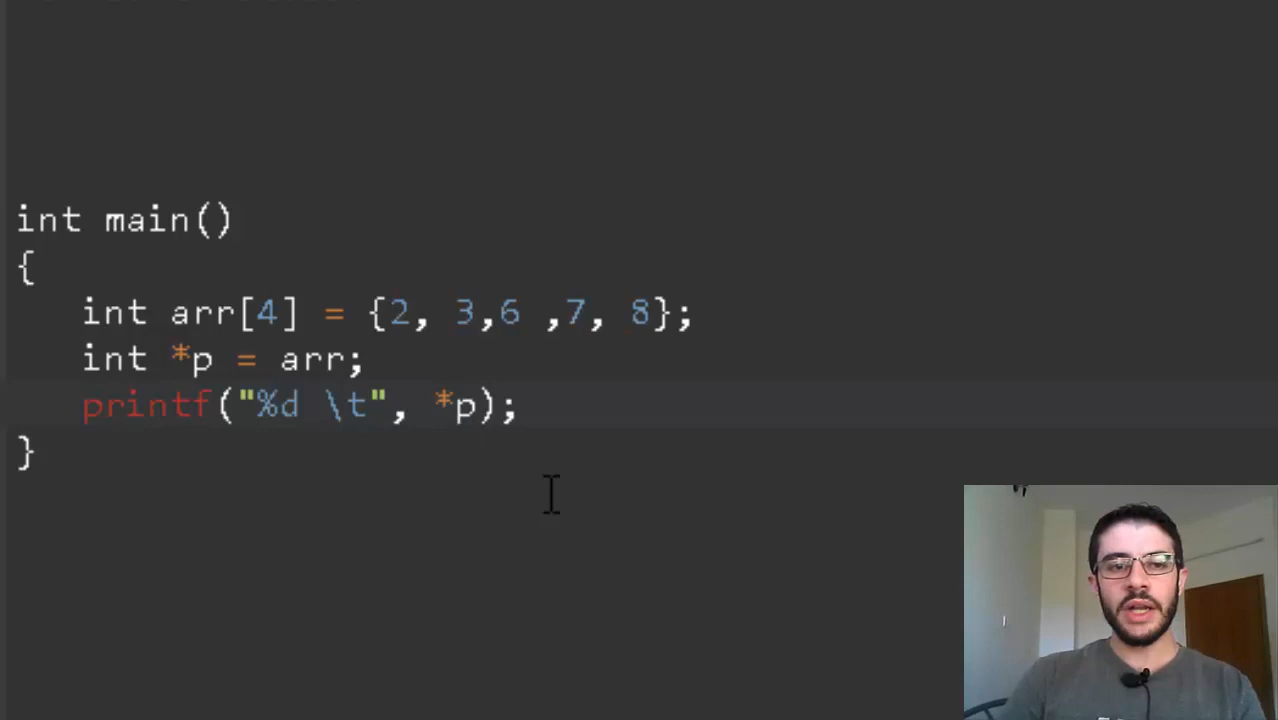 int main()
{
int arr[4] = {2, 3,6 ,7, 8};
int *p = arr;
printf("%d \t", *p);
}